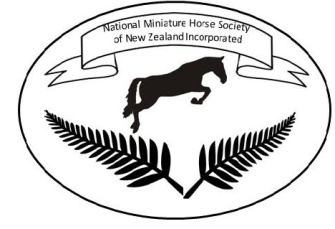 National Miniature Horse Society
of New Zealand Incorporated